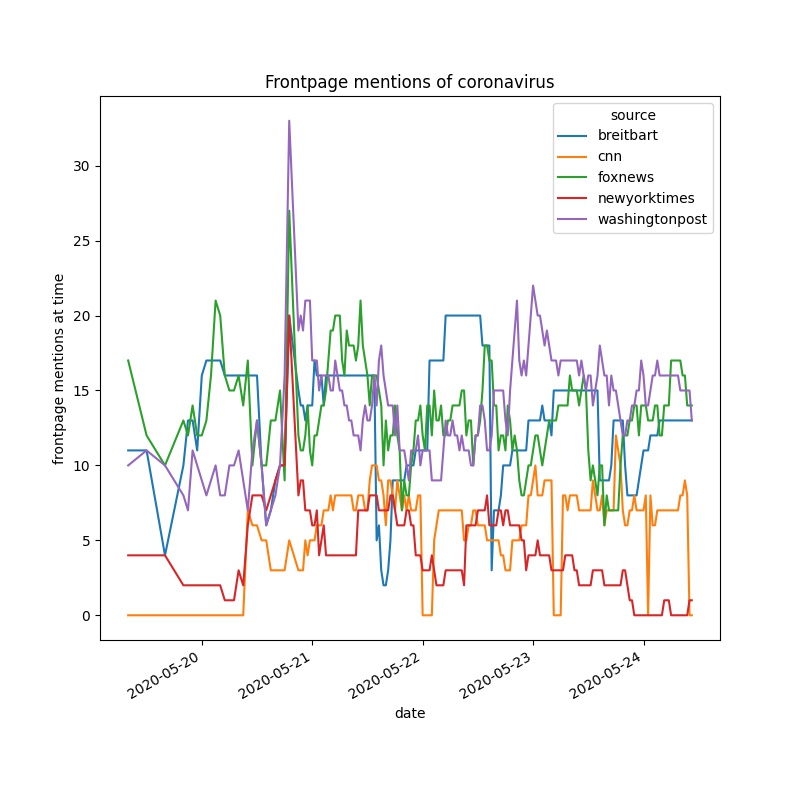 Frontpage mentions of coronavirus
source
breitbart
cnn
foxnews
newyorktimes
washingtonpost
frontpage mentions at time
30
25
20
15
10
5
0
2020-05-20
2020-05-21
2020-05-22
2020-05-23
2020-05-24
date